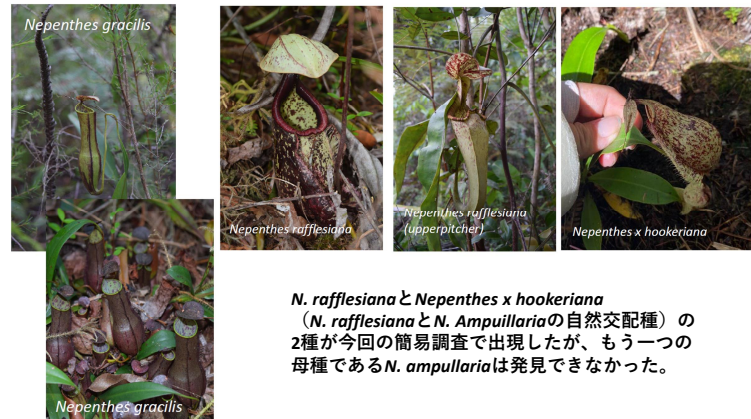 Nepenthes gracilis
Nepenthes rafflesiana
Nepenthes rafflesiana
(upperpitcher)
Nepenthes x hookeriana
Nepenthes gracilis
N. rafflesianaとNepenthes x hookeriana
（N. rafflesianaとN. Ampuillariaの自然交配種）の
2種が今回の簡易調査で出現したが、もう一つの
母種であるN. ampullariaは発見できなかった。